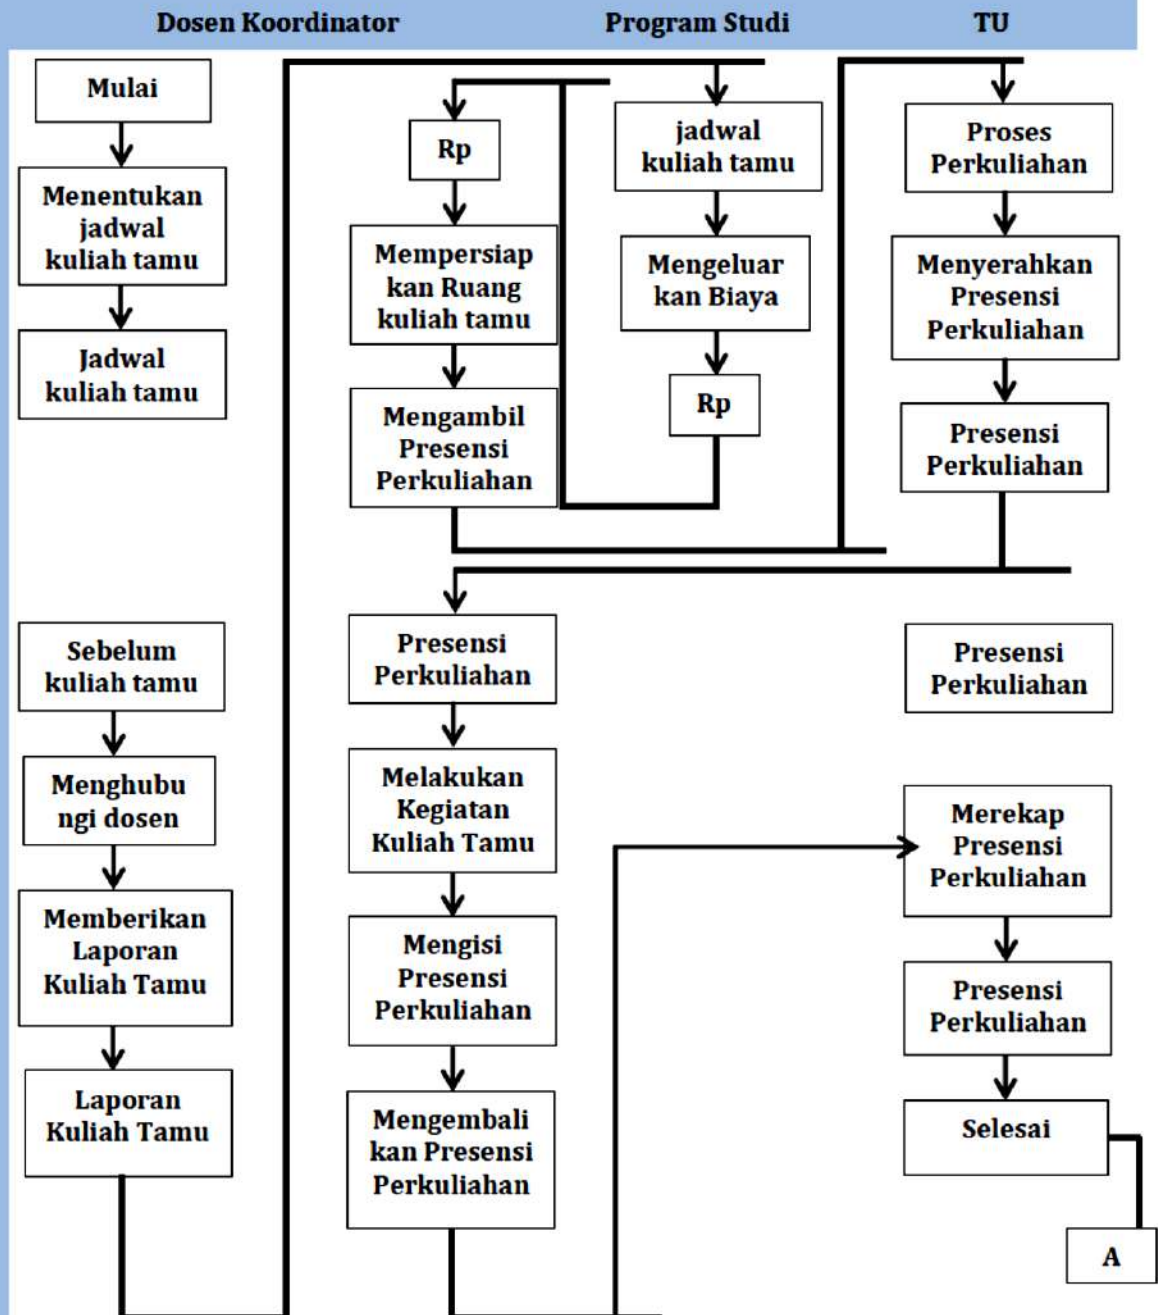 Dosen Koordinator
Program Studi
TU
Mulai
Menentukan
jadwal
kuliah tamu
Jadwal
kuliah tamu
Sebelum
kuliah tamu
Menghubu
ngi dosen
Memberikan
Laporan
Kuliah Tamu
Laporan
Kuliah Tamu
Rp
Mempersiap
kan Ruang
kuliah tamu
Mengambil
Presensi
Perkuliahan
Presensi
Perkuliahan
Melakukan
Kegiatan
Kuliah Tamu
Mengisi
Presensi
Perkuliahan
Mengembali
kan Presensi
Perkuliahan
jadwal
kuliah tamu
Mengeluar
kan Biaya
Rp
Proses
Perkuliahan
Menyerahkan
Presensi
Perkuliahan
Presensi
Perkuliahan
Presensi
Perkuliahan
Merekap
Presensi
Perkuliahan
Presensi
Perkuliahan
Selesai
A